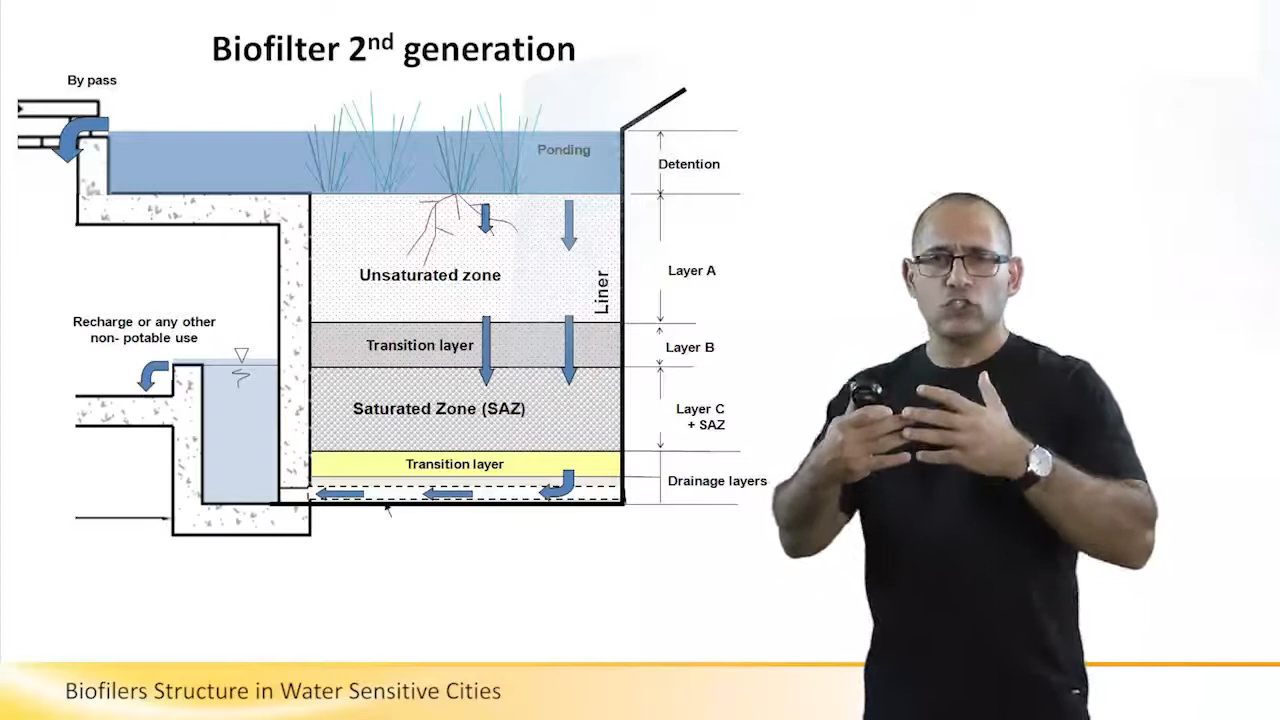 Biofilter 2nd generation
By pass
Ponding
Detention
Unsaturated zone
Liner
Layer A
Recharge or any other
non- potable use
Transition layer
Layer B
Saturated Zone (SAZ)
Layer C
+ SAZ
Transition layer
Drainage layers
Biofilers Structure in Water Sensitive Cities